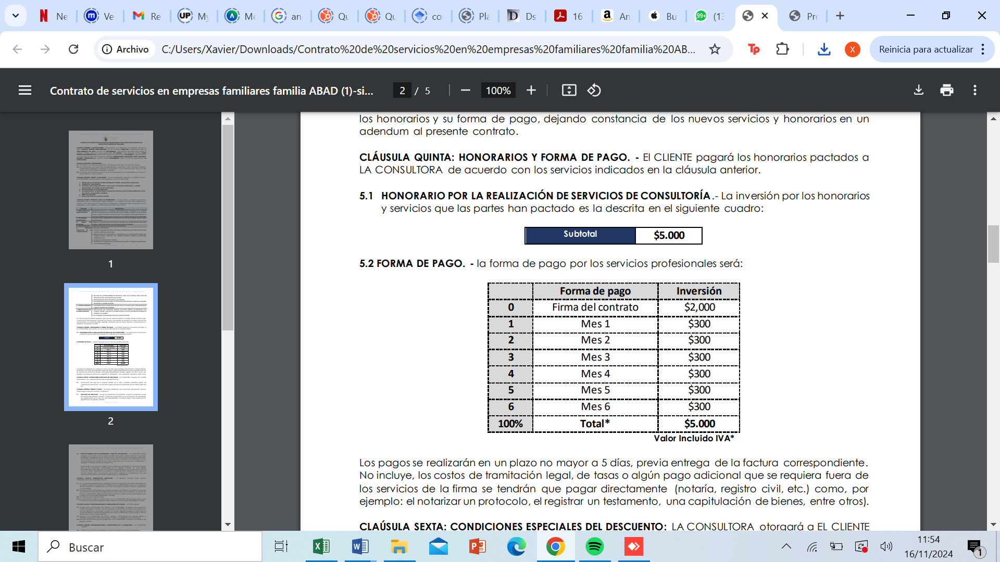 Ne
Ve
Re
My
Me
an
Qu
Qu
co
Pla
Ds
16
An
Bu
(13
Pro
Archivo
C:/Users/Xavier/Downloads/Contrato%20de%20servicios%20en%20empresas%20familiares%20familia%20AB...
X
Reinicia para actualizar
Contrato de servicios en empresas familiares familia ABAD (1)-si...
2 / 5
100%
1
2
los honorarios y su forma de pago, dejando constancia de los nuevos servicios y honorarios en un
adendum al presente contrato.
CLÁUSULA QUINTA: HONORARIOS Y FORMA DE PAGO. - El CLIENTE pagará los honorarios pactados a
LA CONSULTORA de acuerdo con los servicios indicados en la cláusula anterior.
5.1 HONORARIO POR LA REALIZACIÓN DE SERVICIOS DE CONSULTORÍA.- La inversión por los honorarios
y servicios que las partes han pactado es la descrita en el siguiente cuadro:
Subtotal $5.000
5.2 FORMA DE PAGO. - la forma de pago por los servicios profesionales será:
Forma de pago Inversión
0 Firma del contrato $2,000
1 Mes 1 $300
2 Mes 2 $300
3 Mes 3 $300
4 Mes 4 $300
5 Mes 5 $300
6 Mes 6 $300
100% Total* $5.000
Valor Incluido IVA*
Los pagos se realizarán en un plazo no mayor a 5 días, previa entrega de la factura correspondiente.
No incluye, los costos de tramitación legal, de tasas o algún pago adicional que se requiera fuera de
los servicios de la firma se tendrán que pagar directamente (notaría, registro civil, etc.) como, por
ejemplo: el notarizar un protocolo, el registrar un testamento, una capitulación de bienes, entre otros).
CLAÚSULA SEXTA: CONDICIONES ESPECIALES DEL DESCUENTO: LA CONSULTORA otorgará a EL CLIENTE
Buscar
11:54
16/11/2024
1